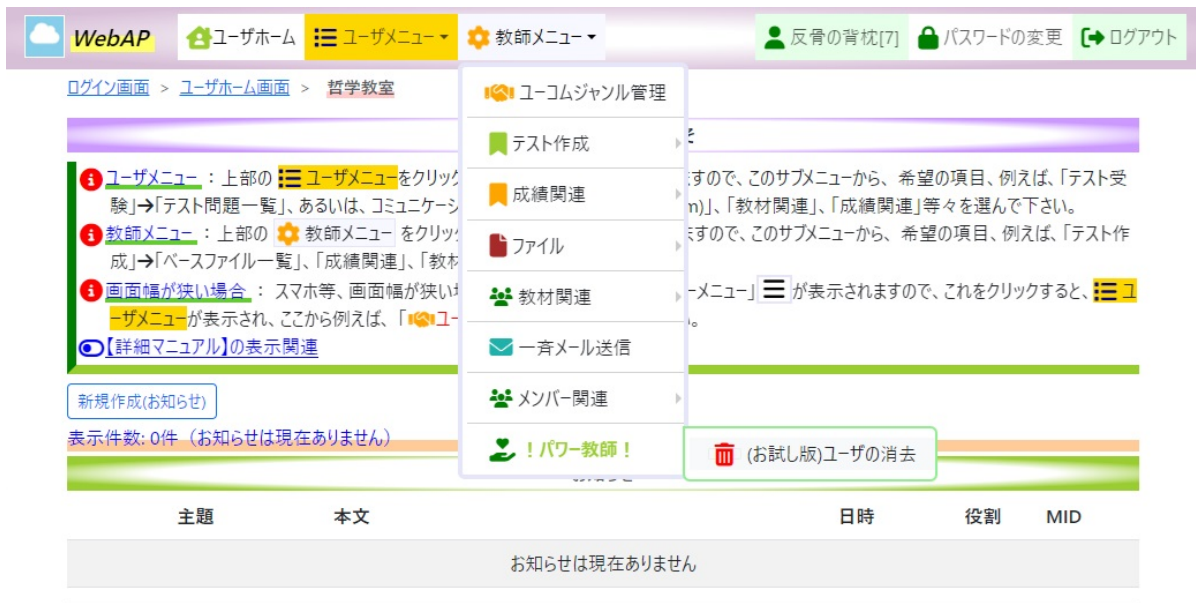 WebAP ユーザホーム ユーザメニュー 教師メニュー 反骨の背枕[7] パスワードの変更 ログアウト
ログイン画面 > ユーザホーム画面 > 哲学教室
ユーコムジャンル管理
テスト作成
成績関連
ファイル
教材関連
一斉メール送信
メンバー関連
！パワー教師！
(お試し版)ユーザの消去
ユーザメニュー ：上部の ユーザメニューをクリック
すので、このサブメニューから、希望の項目、例えば、「テスト受
験」➔「テスト問題一覧」、あるいは、コミュニケーシ
m)」、「教材関連」、「成績関連」等々を選んで下さい。
教師メニュー ：上部の 教師メニュー をクリッ
すので、このサブメニューから、希望の項目、例えば、「テスト作
成」➔「ベースファイル一覧」、「成績関連」、「教
画面幅が狭い場合 ： スマホ等、画面幅が狭い
ーメニュー」 が表示されますので、これをクリックすると、 ユ
ーザメニューが表示され、ここから例えば、「ユー
い。
【詳細マニュアル】の表示関連
新規作成(お知らせ)
表示件数: 0件（お知らせは現在ありません）
主題 本文 日時 役割 MID
お知らせは現在ありません